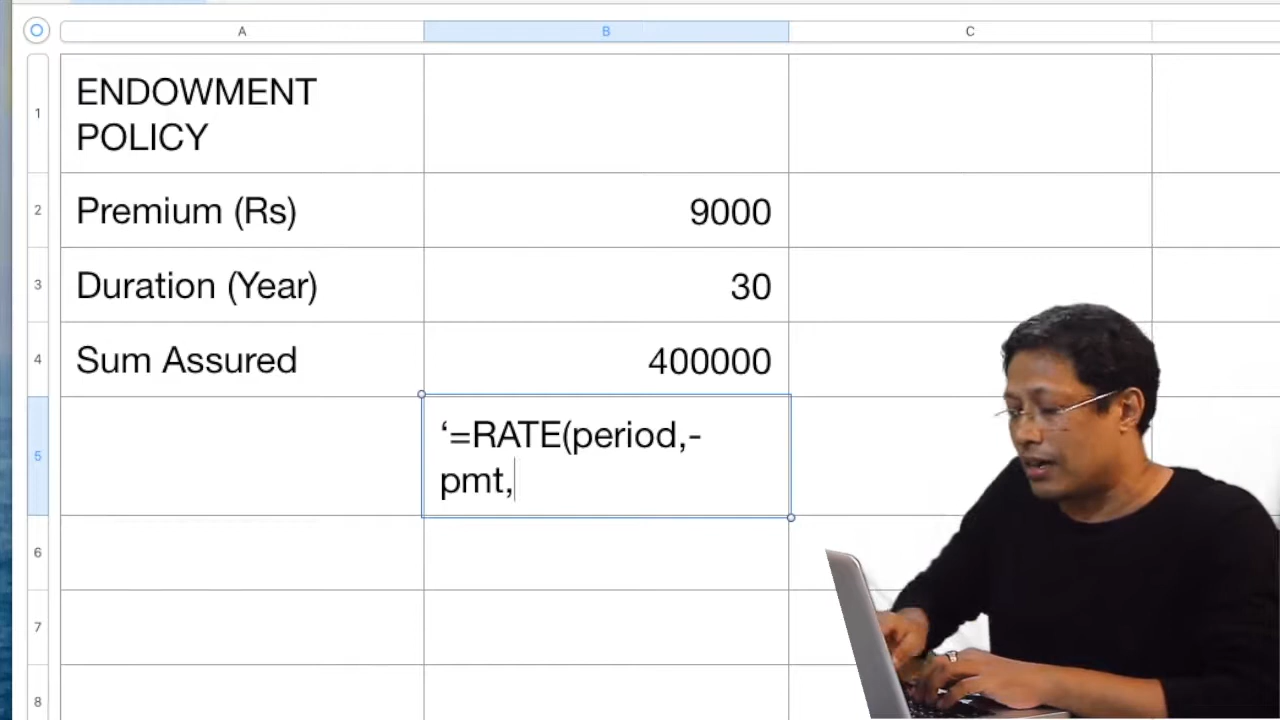 A B C
1 ENDOWMENT
POLICY
2 Premium (Rs) 9000
3 Duration (Year) 30
4 Sum Assured 400000
5 ‘=RATE(period,-
pmt,
6
7
8